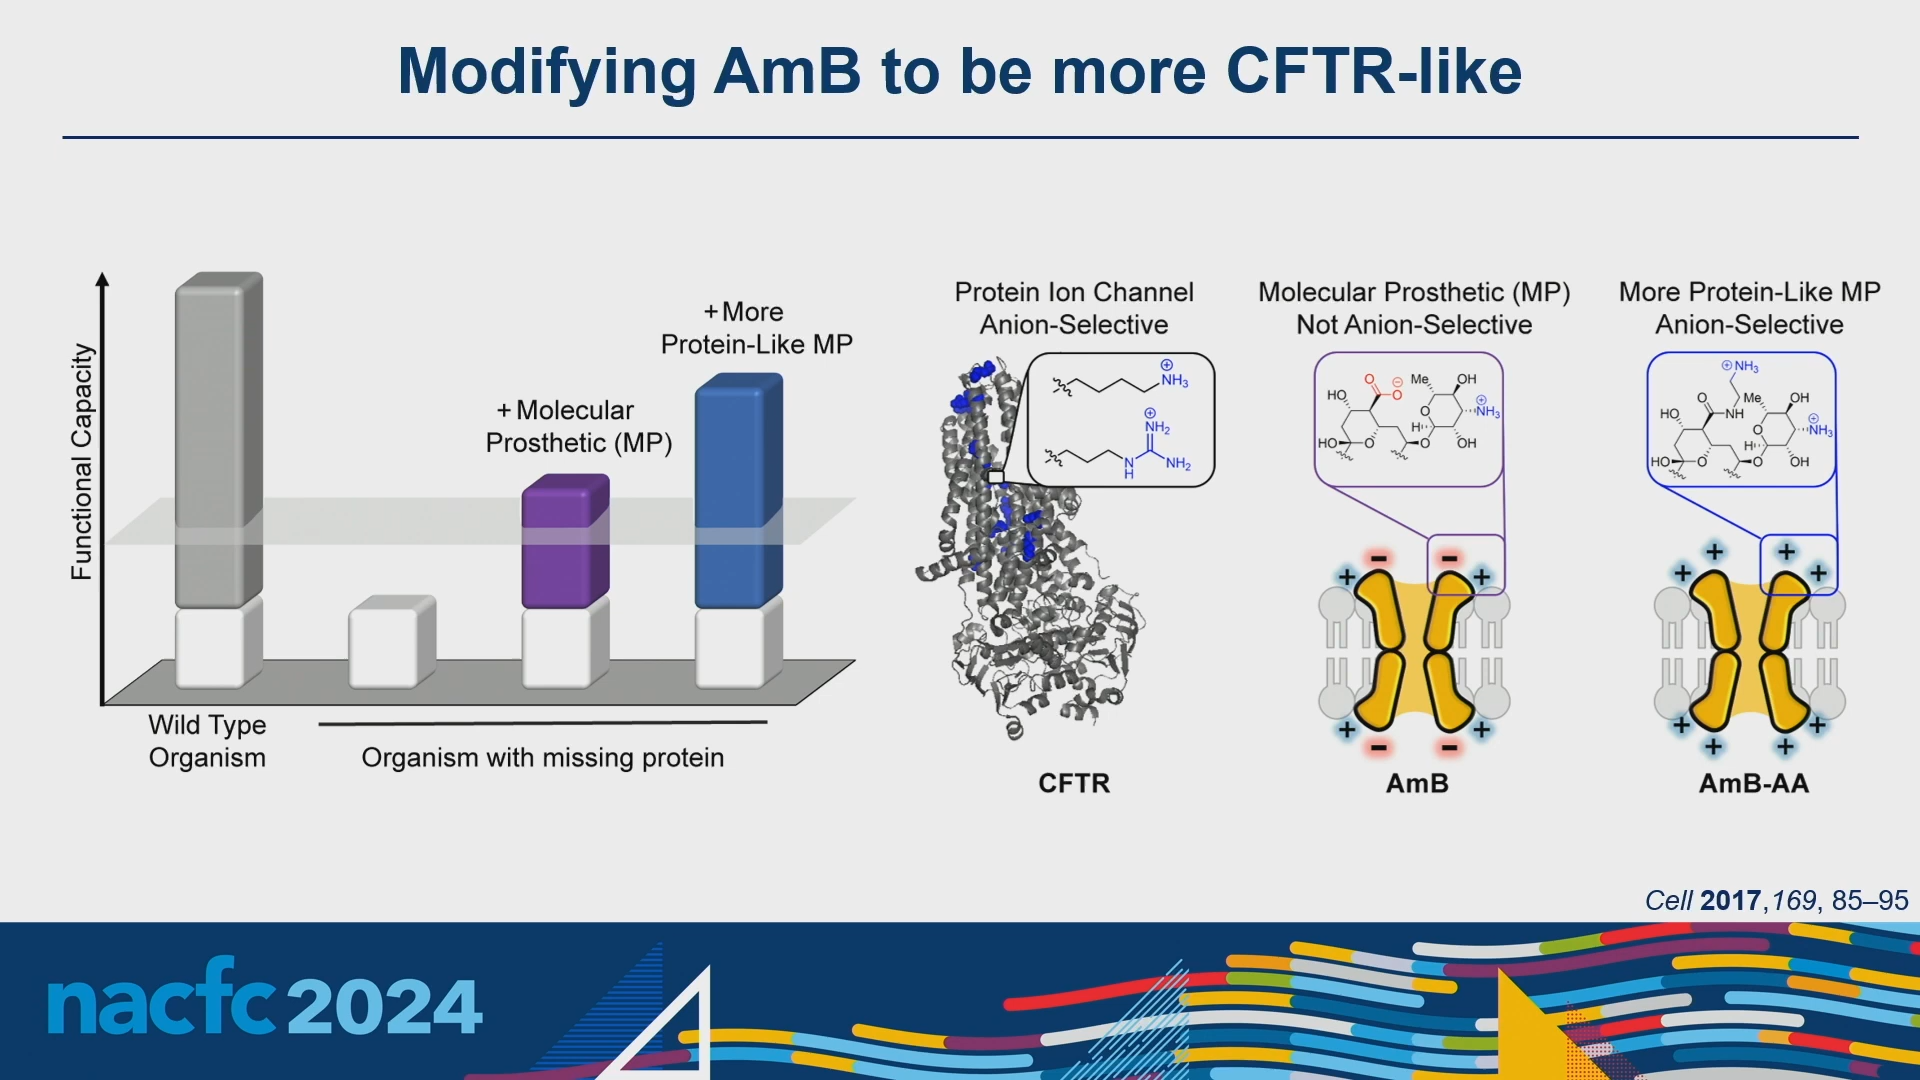 Modifying AmB to be more CFTR-like
Functional Capacity
+ More
Protein-Like MP
+ Molecular
Prosthetic (MP)
Wild Type
Organism
Organism with missing protein
Protein Ion Channel
Anion-Selective
⊕
NH₃
⊕
NH₂
N
H
NH₂
CFTR
Molecular Prosthetic (MP)
Not Anion-Selective
O
⊖
O
Me
OH
HO
O
⊕
NH₃
H
HO
O
O
OH
- -
+ +
+ +
- -
AmB
More Protein-Like MP
Anion-Selective
⊕NH₃
O
NH
Me
OH
HO
O
⊕
NH₃
H
HO
O
O
OH
+ +
+ +
+ +
+ +
AmB-AA
Cell 2017,169, 85–95
nacfc 2024